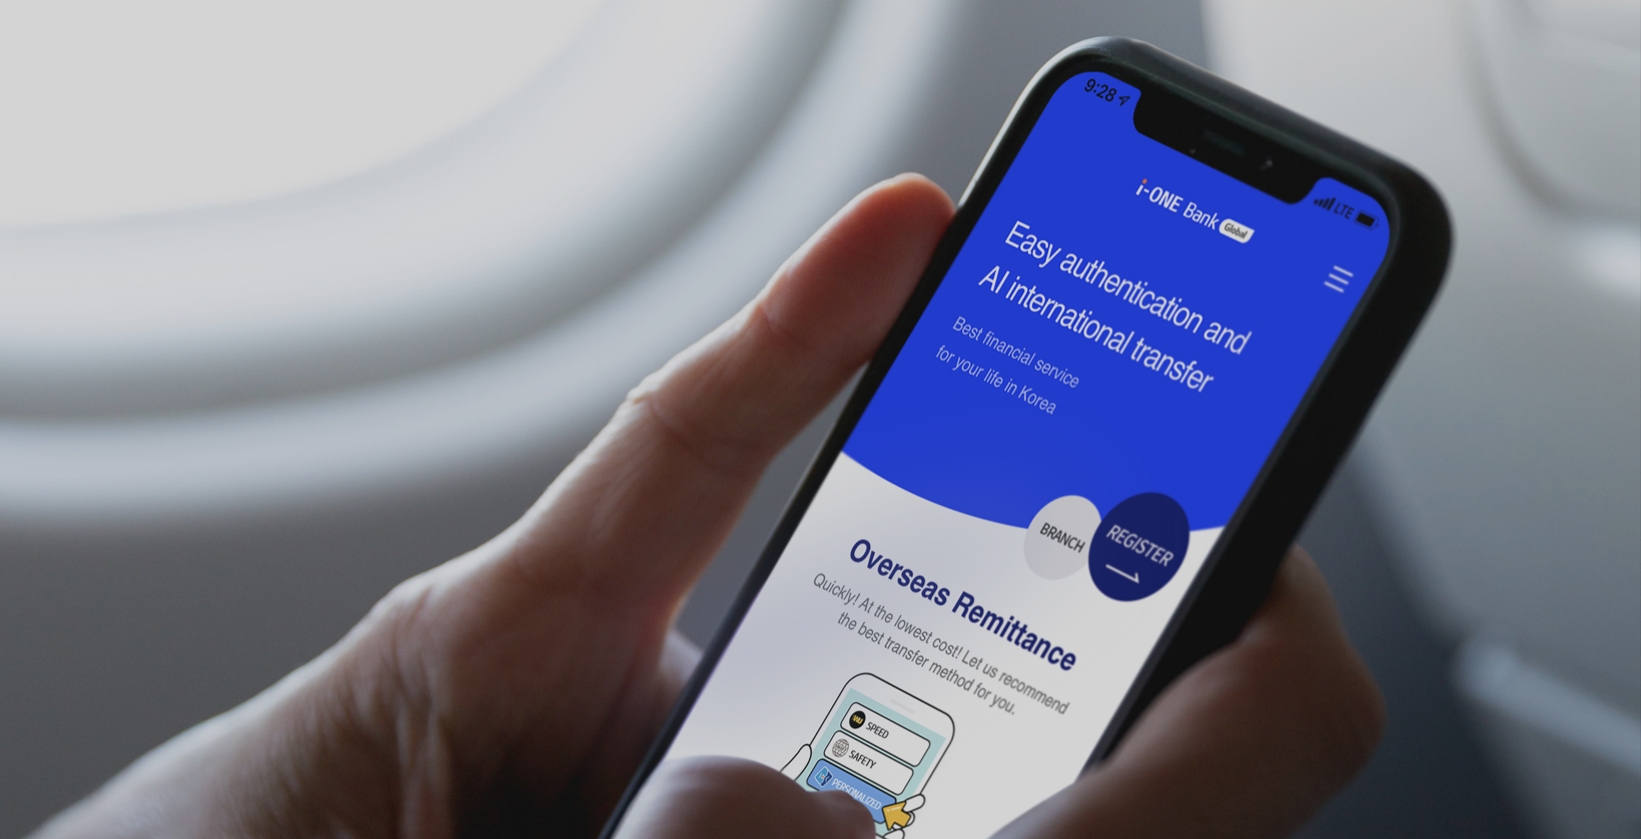 9:28
LTE
i-ONE Bank Global
Easy authentication and
AI international transfer
Best financial service
for your life in Korea
BRANCH
REGISTER
Overseas Remittance
Quickly! At the lowest cost! Let us recommend
the best transfer method for you.
WU SPEED
SAFETY
PERSONALIZED